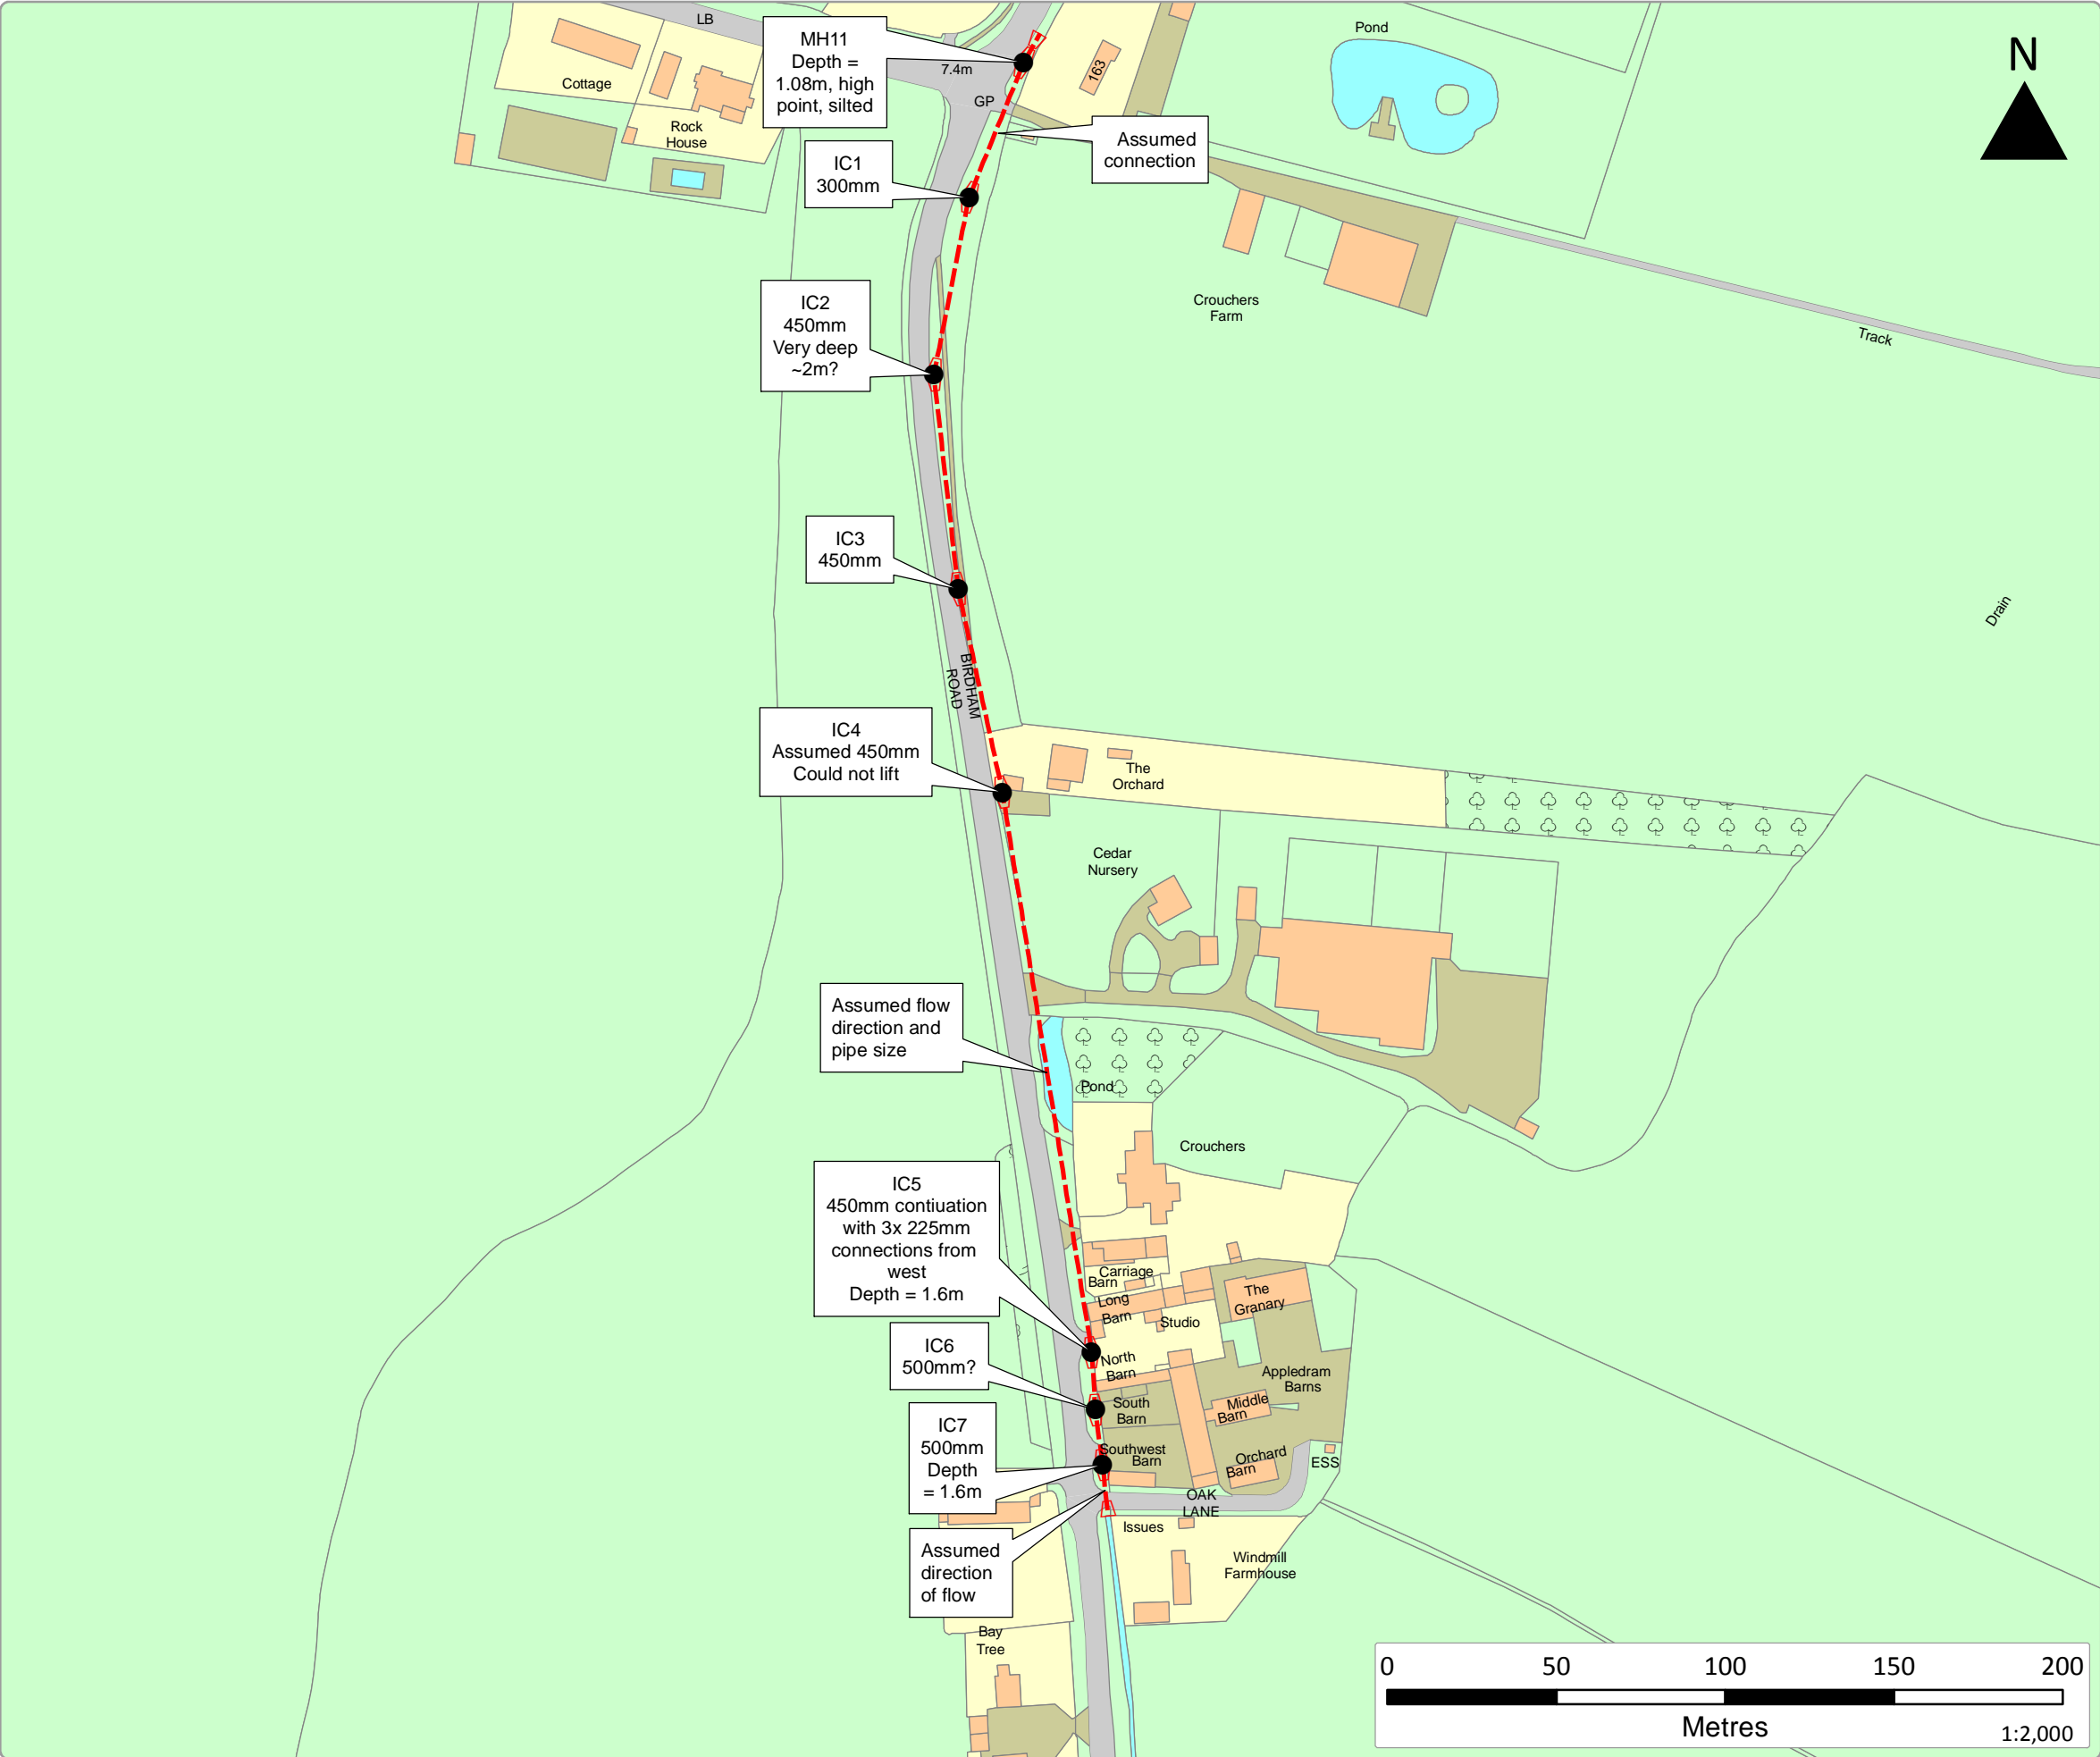 LB
Cottage
Rock
House
MH11
Depth =
1.08m, high
point, silted
7.4m
GP
163
Pond
N
Assumed
connection
IC1
300mm
IC2
450mm
Very deep
~2m?
Crouchers
Farm
Track
IC3
450mm
Drain
BIRDHAM
ROAD
IC4
Assumed 450mm
Could not lift
The
Orchard
Cedar
Nursery
Assumed flow
direction and
pipe size
Pond
Crouchers
IC5
450mm contiuation
with 3x 225mm
connections from
west
Depth = 1.6m
Carriage
Barn
Long
Barn
The
Granary
Studio
IC6
500mm?
North
Barn
Appledram
Barns
South
Barn
Middle
Barn
IC7
500mm
Depth
= 1.6m
Southwest
Barn
Orchard
Barn
ESS
OAK
LANE
Issues
Assumed
direction
of flow
Windmill
Farmhouse
Bay
Tree
0 50 100 150 200
Metres
1:2,000